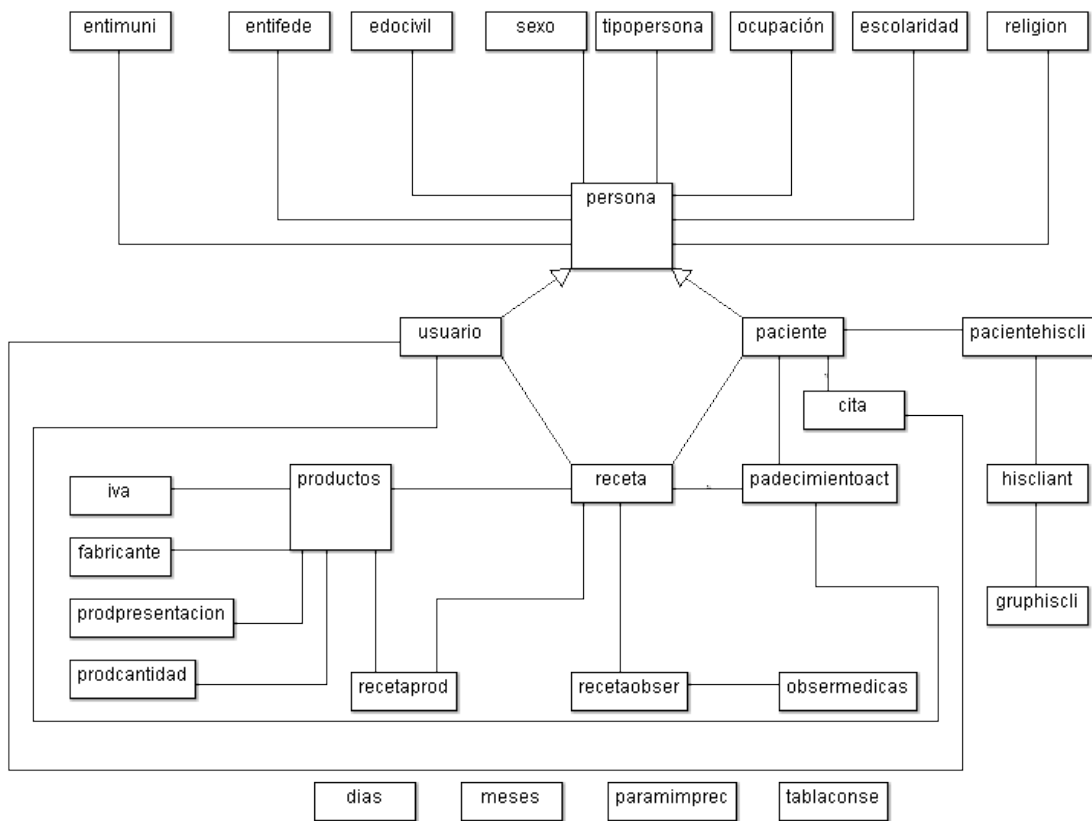 entimuni
entifede
edocivil
sexo
tipopersona
ocupación
escolaridad
religion
persona
usuario
paciente
pacientehiscli
cita
productos
receta
padecimientoact
iva
hiscliant
fabricante
prodpresentacion
gruphiscli
prodcantidad
recetaprod
recetaobser
obsermedicas
dias
meses
paramimprec
tablaconse